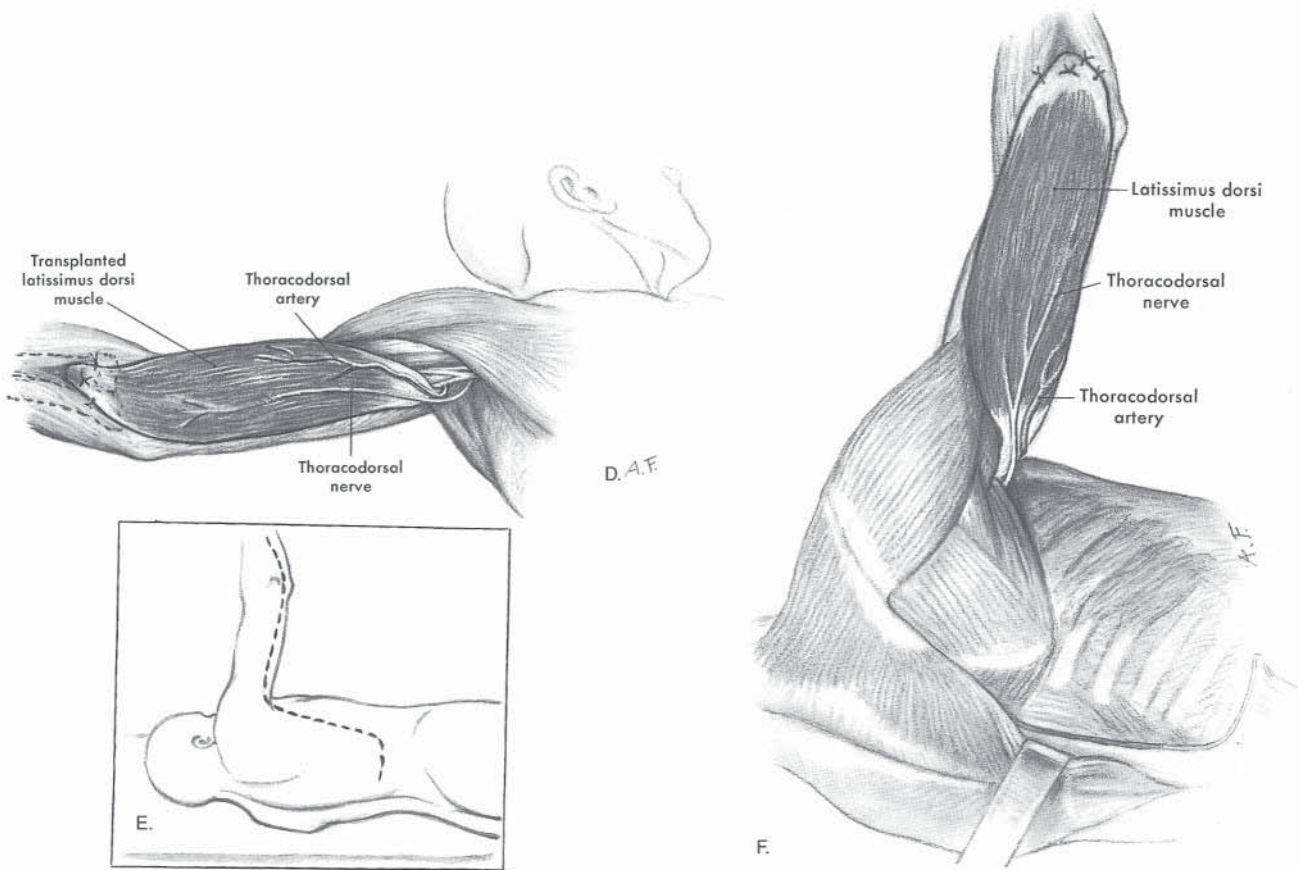 Transplanted
latissimus dorsi
muscle
Thoracodorsal
artery
Thoracodorsal
nerve
D. A.F.
E.
Latissimus dorsi
muscle
Thoracodorsal
nerve
Thoracodorsal
artery
A.F.
F.